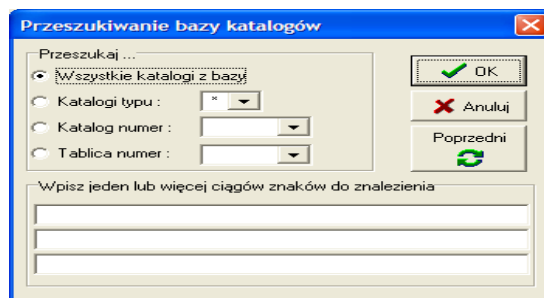 Przeszukiwanie bazy katalogów
Przeszukaj ...
Wszystkie katalogi z bazy
Katalogi typu :
*
Katalog numer :
Tablica numer :
OK
Anuluj
Poprzedni
Wpisz jeden lub więcej ciągów znaków do znalezienia